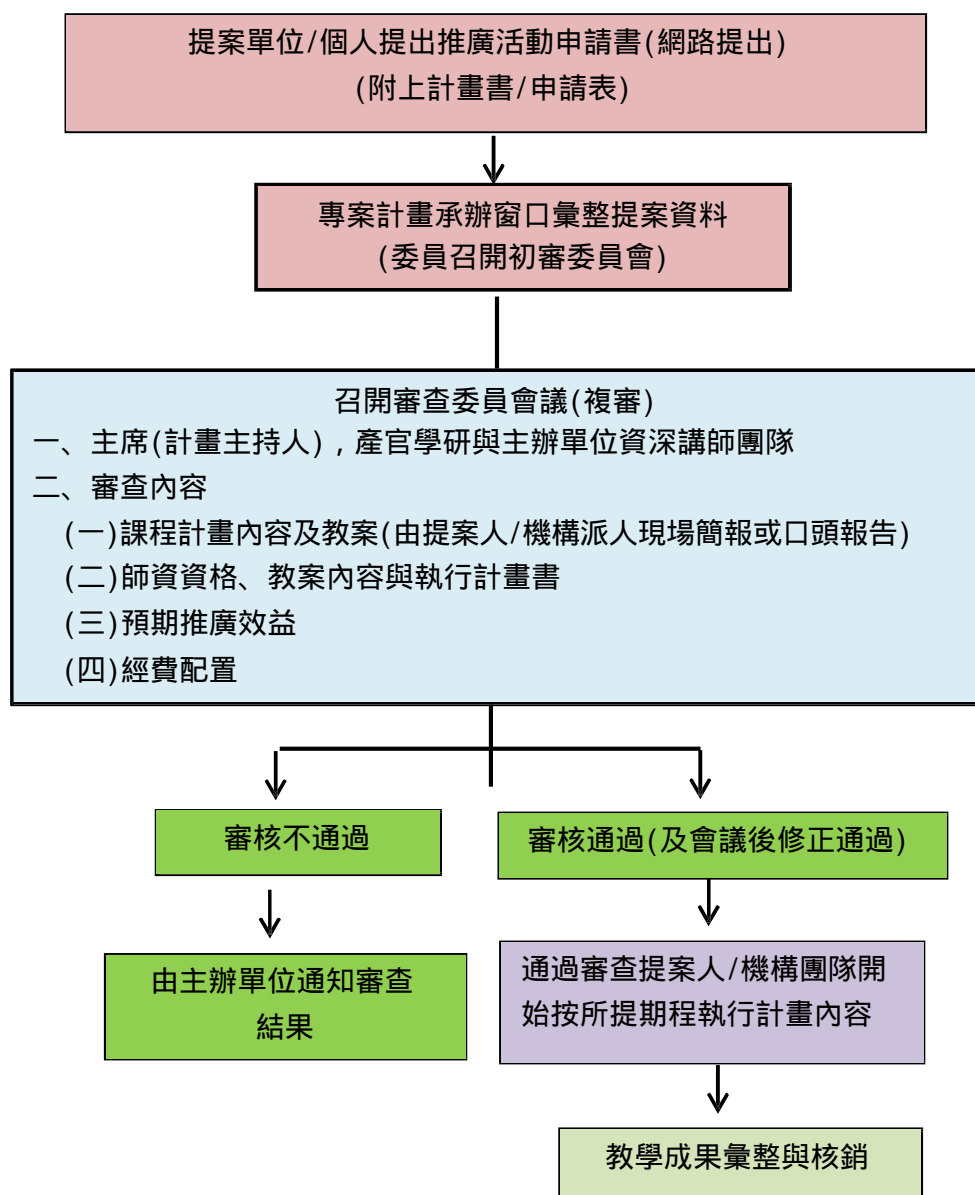 提案單位/個人提出推廣活動申請書(網路提出)
(附上計畫書/申請表)
專案計畫承辦窗口彙整提案資料
(委員召開初審委員會)
召開審查委員會議(複審)
一、主席(計畫主持人)，產官學研與主辦單位資深講師團隊
二、審查內容
(一)課程計畫內容及教案(由提案人/機構派人現場簡報或口頭報告)
(二)師資資格、教案內容與執行計畫書
(三)預期推廣效益
(四)經費配置
審核不通過
審核通過(及會議後修正通過)
由主辦單位通知審查
結果
通過審查提案人/機構團隊開
始按所提期程執行計畫內容
教學成果彙整與核銷